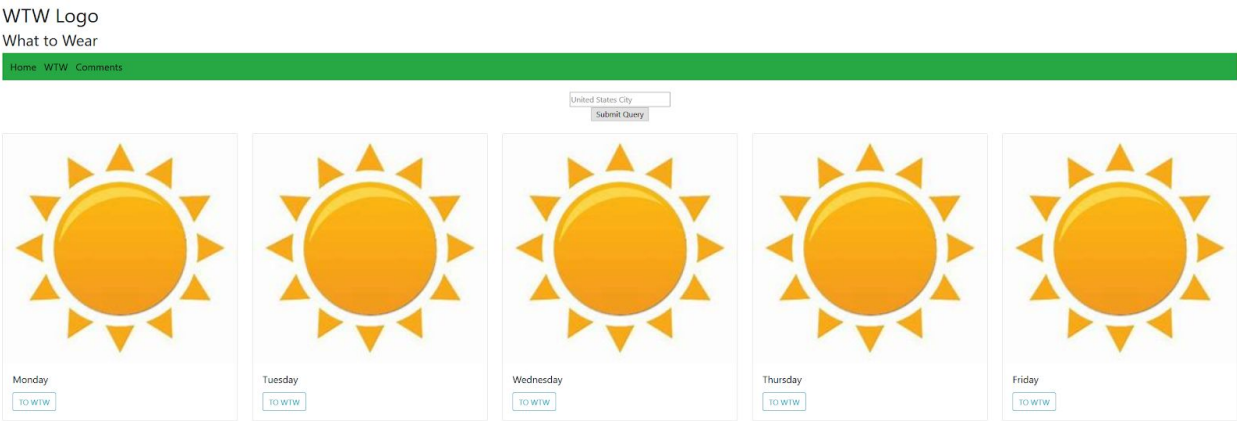 WTW Logo
What to Wear
Home WTW Comments
United States City
Submit Query
Monday
TO WTW
Tuesday
TO WTW
Wednesday
TO WTW
Thursday
TO WTW
Friday
TO WTW